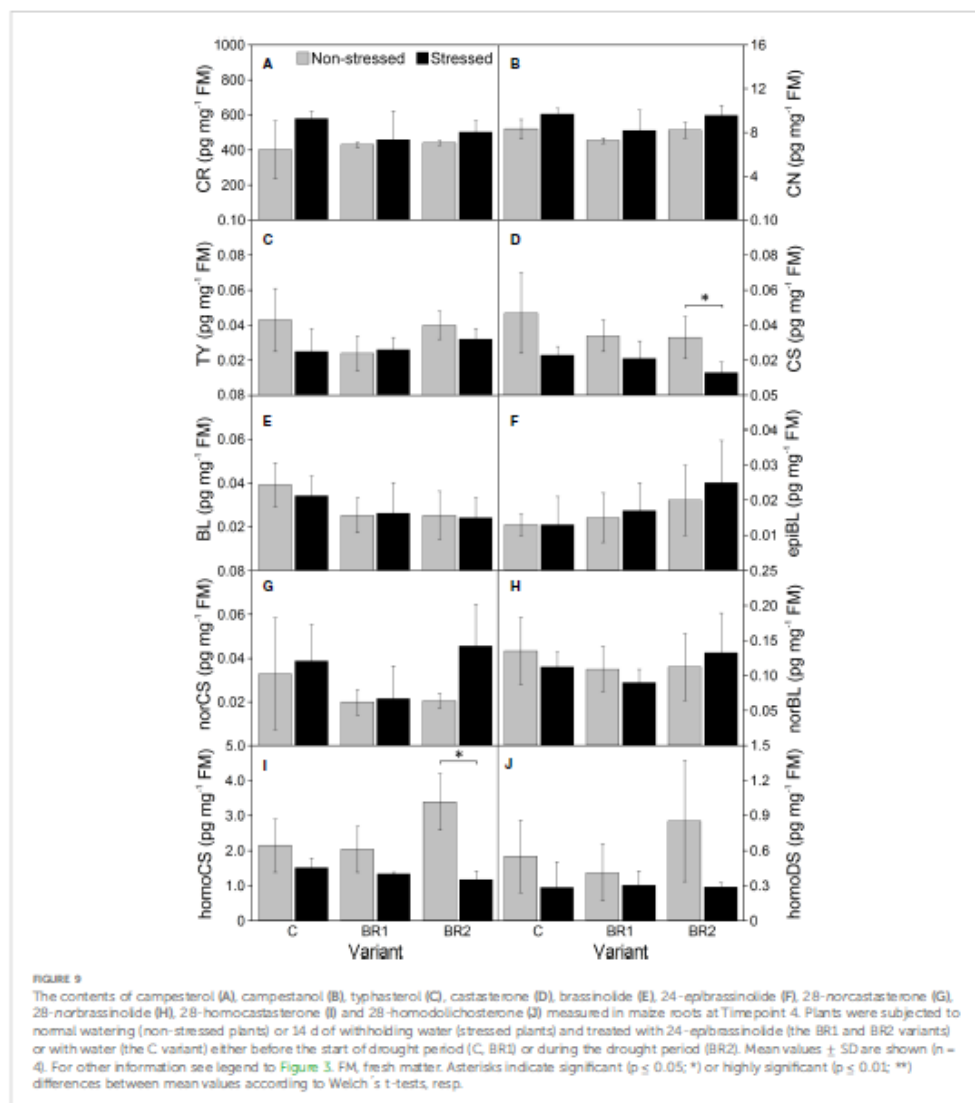 1000
800
600
400
200
0.10
CR (pg mg⁻¹ FM)
A
Non-stressed
Stressed
B
16
12
8
4
0.10
CN (pg mg⁻¹ FM)
C
0.08
0.06
0.04
0.02
0.08
TY (pg mg⁻¹ FM)
D
*
0.08
0.06
0.04
0.02
0.05
CS (pg mg⁻¹ FM)
E
0.06
0.04
0.02
0.08
BL (pg mg⁻¹ FM)
F
0.04
0.03
0.02
0.01
0.25
epiBL (pg mg⁻¹ FM)
G
0.06
0.04
0.02
5.0
norCS (pg mg⁻¹ FM)
H
0.20
0.15
0.10
0.05
1.5
norBL (pg mg⁻¹ FM)
I
*
4.0
3.0
2.0
1.0
0
homoCS (pg mg⁻¹ FM)
J
1.2
0.9
0.6
0.3
0
homoDS (pg mg⁻¹ FM)
C BR1 BR2
Variant
C BR1 BR2
Variant
FIGURE 9
The contents of campesterol (A), campestanol (B), typhasterol (C), castasterone (D), brassinolide (E), 24-epibrassinolide (F), 28-norcastasterone (G),
28-norbrassinolide (H), 28-homocastasterone (I) and 28-homodolichosterone (J) measured in maize roots at Timepoint 4. Plants were subjected to
normal watering (non-stressed plants) or 14 d of withholding water (stressed plants) and treated with 24-epibrassinolide (the BR1 and BR2 variants)
or with water (the C variant) either before the start of drought period (C, BR1) or during the drought period (BR2). Mean values ± SD are shown (n =
4). For other information see legend to Figure 3. FM, fresh matter. Asterisks indicate significant (p ≤ 0.05; *) or highly significant (p ≤ 0.01; **)
differences between mean values according to Welch´s t-tests, resp.